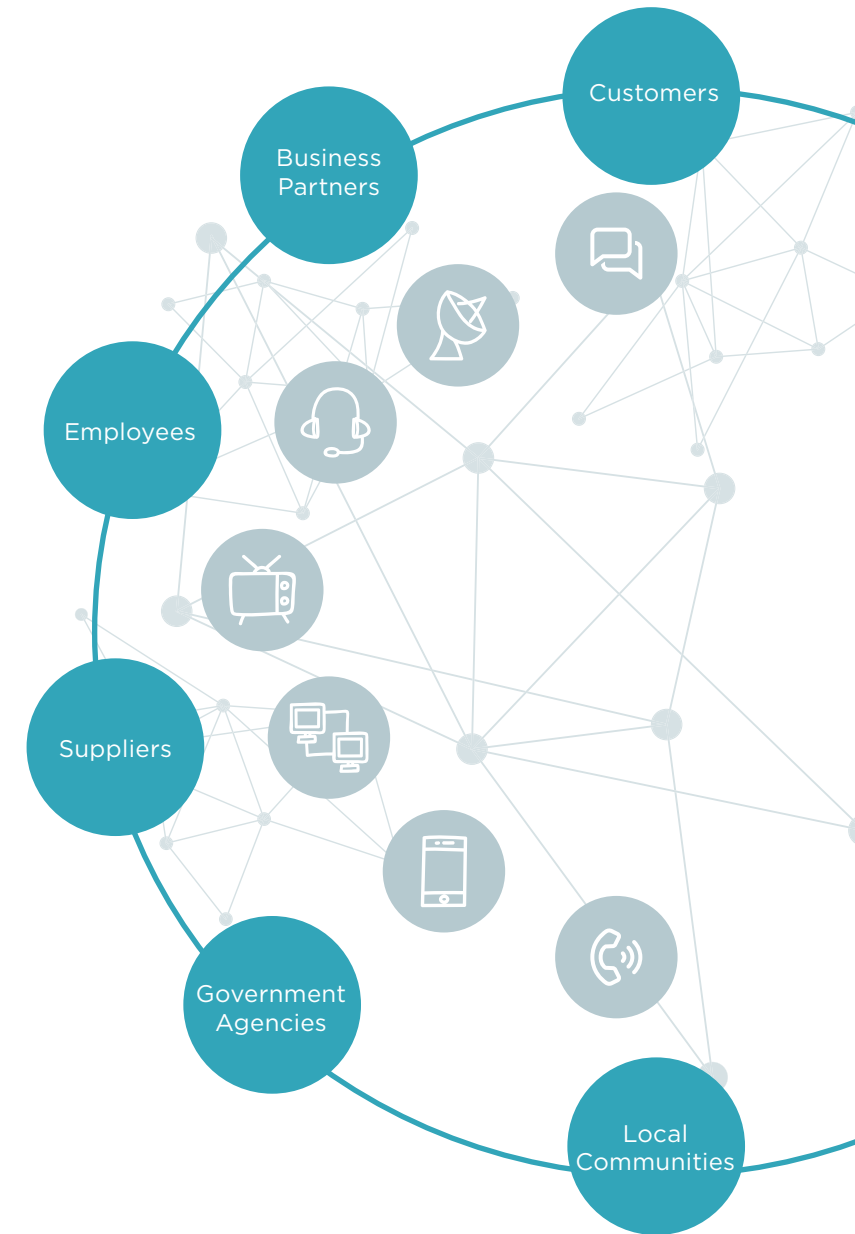 Customers
Business
Partners
Employees
Suppliers
Government
Agencies
Local
Communities